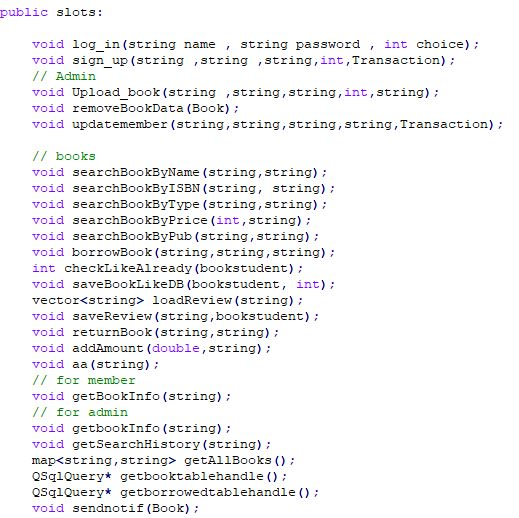 public slots:
void log_in(string name , string password , int choice);
void sign_up(string ,string ,string,int,Transaction);
// Admin
void Upload_book(string ,string,string,int,string);
void removeBookData(Book);
void updatemember(string,string,string,string,Transaction);
// books
void searchBookByName(string,string);
void searchBookByISBN(string, string);
void searchBookByType(string,string);
void searchBookByPrice(int,string);
void searchBookByPub(string,string);
void borrowBook(string,string,string);
int checkLikeAlready(bookstudent);
void saveBookLikeDB(bookstudent, int);
vector<string> loadReview(string);
void saveReview(string,bookstudent);
void returnBook(string,string);
void addAmount(double,string);
void aa(string);
// for member
void getBookInfo(string);
// for admin
void getbookInfo(string);
void getSearchHistory(string);
map<string,string> getAllBooks();
QSqlQuery* getbooktablehandle();
QSqlQuery* getborrowedtablehandle();
void sendnotif(Book);